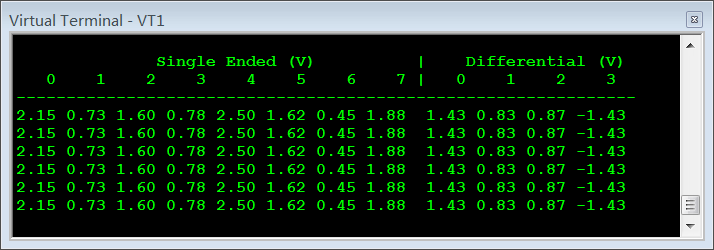 Virtual Terminal - VT1
Single Ended (V) | Differential (V)
0 1 2 3 4 5 6 7 | 0 1 2 3
--------------------------------------------------------------
2.15 0.73 1.60 0.78 2.50 1.62 0.45 1.88 1.43 0.83 0.87 -1.43
2.15 0.73 1.60 0.78 2.50 1.62 0.45 1.88 1.43 0.83 0.87 -1.43
2.15 0.73 1.60 0.78 2.50 1.62 0.45 1.88 1.43 0.83 0.87 -1.43
2.15 0.73 1.60 0.78 2.50 1.62 0.45 1.88 1.43 0.83 0.87 -1.43
2.15 0.73 1.60 0.78 2.50 1.62 0.45 1.88 1.43 0.83 0.87 -1.43
2.15 0.73 1.60 0.78 2.50 1.62 0.45 1.88 1.43 0.83 0.87 -1.43